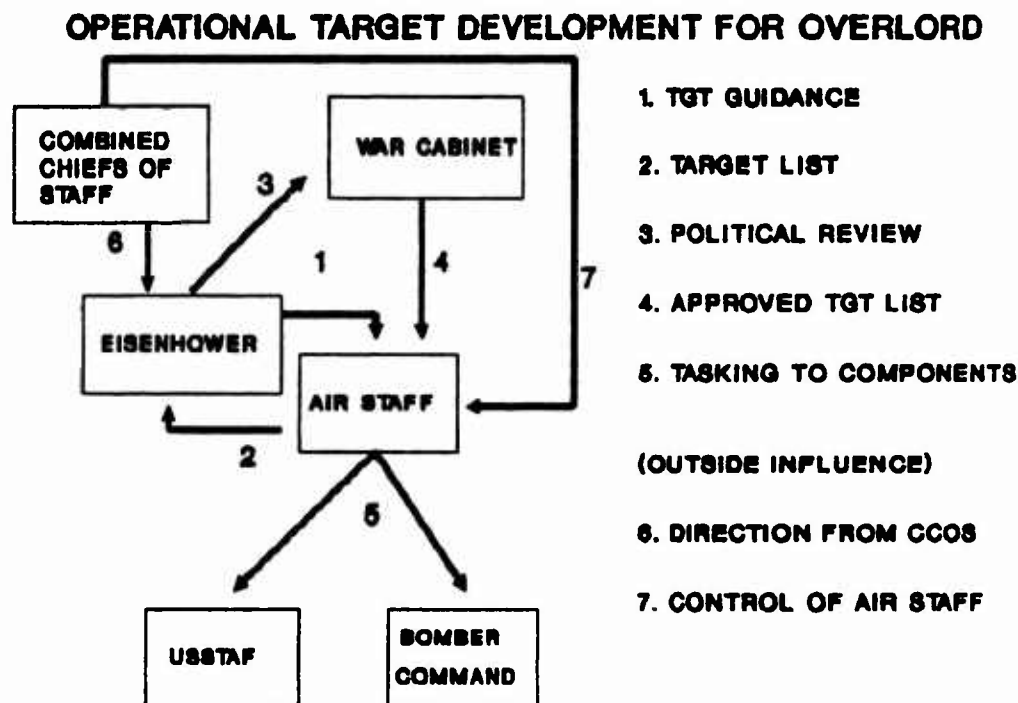 OPERATIONAL TARGET DEVELOPMENT FOR OVERLORD
COMBINED
CHIEFS OF
STAFF
WAR CABINET
3
6
1
4
7
EISENHOWER
AIR STAFF
2
5
USSTAF
BOMBER
COMMAND
1. TGT GUIDANCE
2. TARGET LIST
3. POLITICAL REVIEW
4. APPROVED TGT LIST
5. TASKING TO COMPONENTS
(OUTSIDE INFLUENCE)
6. DIRECTION FROM CCOS
7. CONTROL OF AIR STAFF